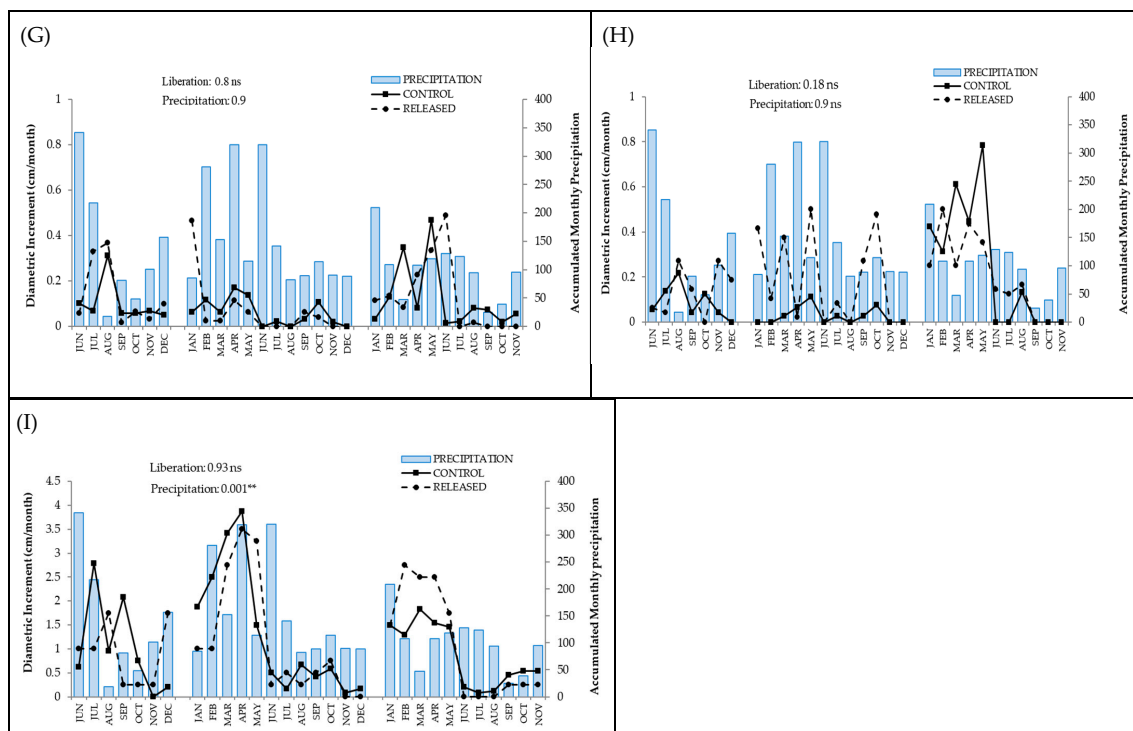 (G)
Liberation: 0.8 ns
Precipitation: 0.9
PRECIPITATION
CONTROL
RELEASED
Diametric Increment (cm/month)
1
0.8
0.6
0.4
0.2
0
400
350
300
250
200
150
100
50
0
Accumulated Monthly Precipitation
JUN JUL AUG SEP OCT NOV DEC JAN FEB MAR APR MAY JUN JUL AUG SEP OCT NOV DEC JAN FEB MAR APR MAY JUN JUL AUG SEP OCT NOV
(H)
Liberation: 0.18 ns
Precipitation: 0.9 ns
PRECIPITATION
CONTROL
RELEASED
Diametric Increment (cm/month)
1
0.8
0.6
0.4
0.2
0
400
350
300
250
200
150
100
50
0
Accumulated Monthly Precipitation
JUN JUL AUG SEP OCT NOV DEC JAN FEB MAR APR MAY JUN JUL AUG SEP OCT NOV DEC JAN FEB MAR APR MAY JUN JUL AUG SEP OCT NOV
(I)
Liberation: 0.93 ns
Precipitation: 0.001**
PRECIPITATION
CONTROL
RELEASED
Diametric Increment (cm/month)
4.5
4
3.5
3
2.5
2
1.5
1
0.5
0
400
350
300
250
200
150
100
50
0
Accumulated Monthly precipitation
JUN JUL AUG SEP OCT NOV DEC JAN FEB MAR APR MAY JUN JUL AUG SEP OCT NOV DEC JAN FEB MAR APR MAY JUN JUL AUG SEP OCT NOV